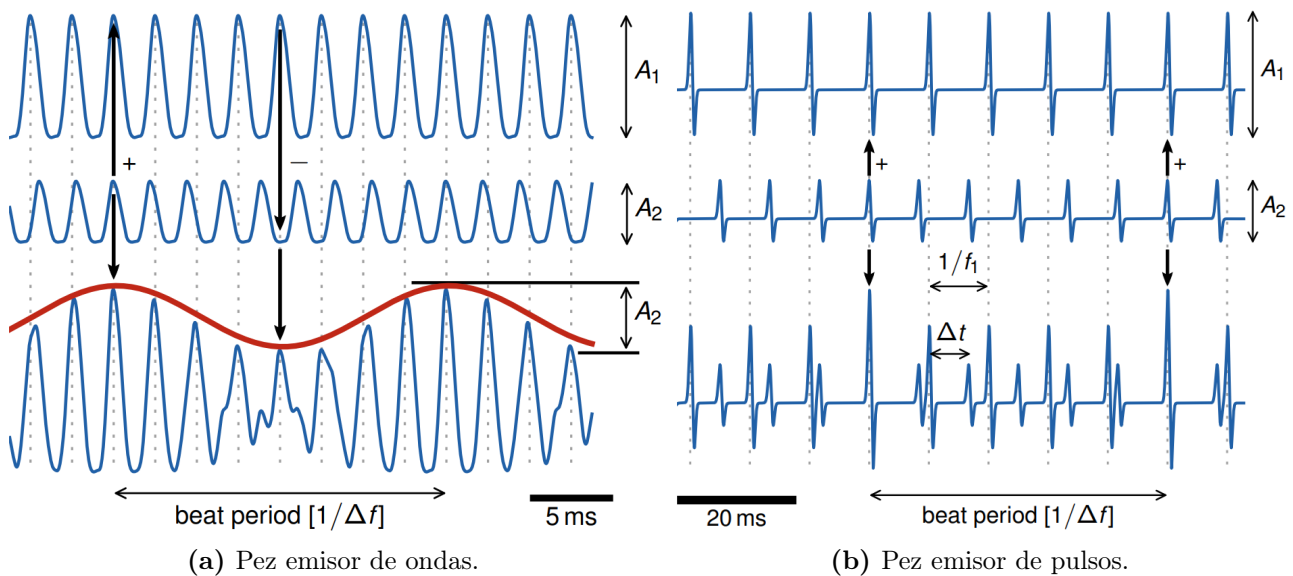 A₁
+
−
A₂
A₂
beat period [1/Δf]
5 ms
(a) Pez emisor de ondas.
A₁
+
+
A₂
1/f₁
Δt
20 ms
beat period [1/Δf]
(b) Pez emisor de pulsos.